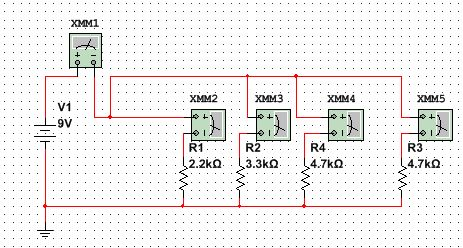 XMM1
V1
9V
XMM2
XMM3
XMM4
XMM5
R1
2.2kΩ
R2
3.3kΩ
R4
4.7kΩ
R3
4.7kΩ